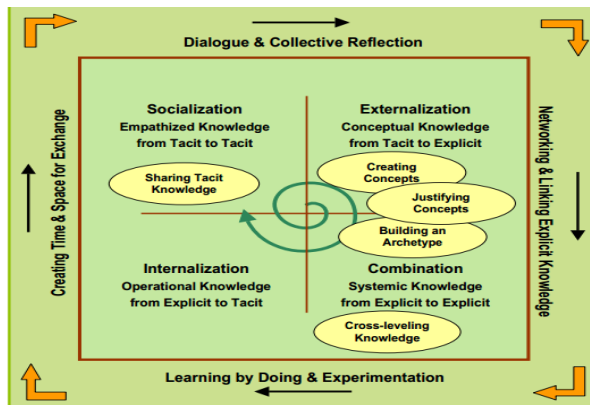 Dialogue & Collective Reflection
Creating Time & Space for Exchange
Socialization
Empathized Knowledge
from Tacit to Tacit
Sharing Tacit
Knowledge
Externalization
Conceptual Knowledge
from Tacit to Explicit
Creating
Concepts
Justifying
Concepts
Building an
Archetype
Internalization
Operational Knowledge
from Explicit to Tacit
Combination
Systemic Knowledge
from Explicit to Explicit
Cross-leveling
Knowledge
Networking & Linking Explicit Knowledge
Learning by Doing & Experimentation